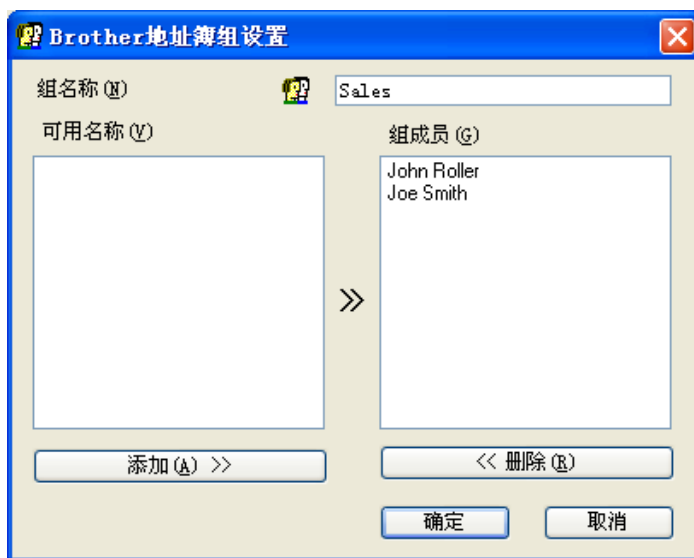 Brother地址簿组设置
组名称(N)
Sales
可用名称(V)
组成员(G)
John Roller
Joe Smith
添加(A) >>
<< 删除(R)
确定
取消